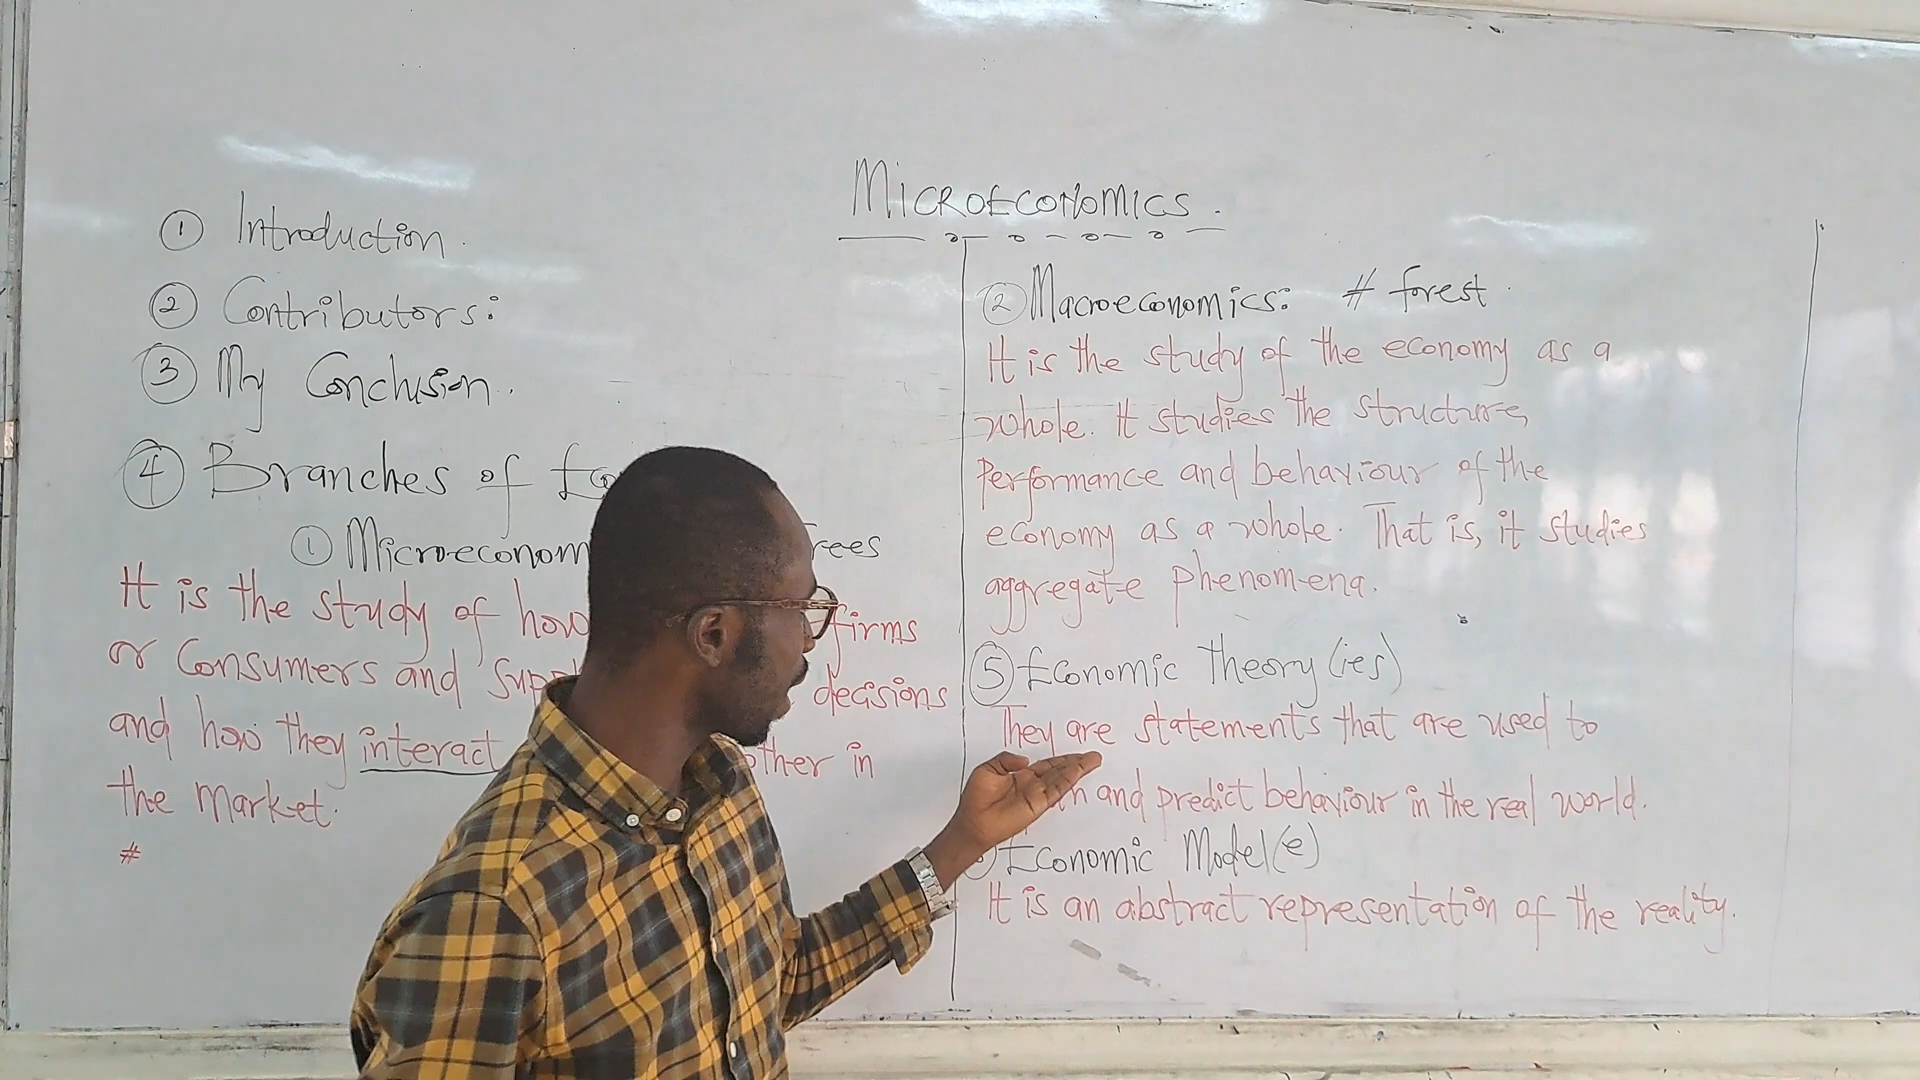 MICROECONOMICS.
① Introduction.
② Contributors:
③ My Conclusion.
④ Branches of
① Microeconom rees
It is the study of how firms
or Consumers and Supp decisions
and how they interact other in
the market.
#
② Macroeconomics: # forest.
It is the study of the economy as a
whole. It studies the structure,
Performance and behaviour of the
economy as a whole. That is, it studies
aggregate phenomena.
⑤ Economic Theory (ies)
They are statements that are used to
and predict behaviour in the real world.
Economic Model(e)
It is an abstract representation of the reality.